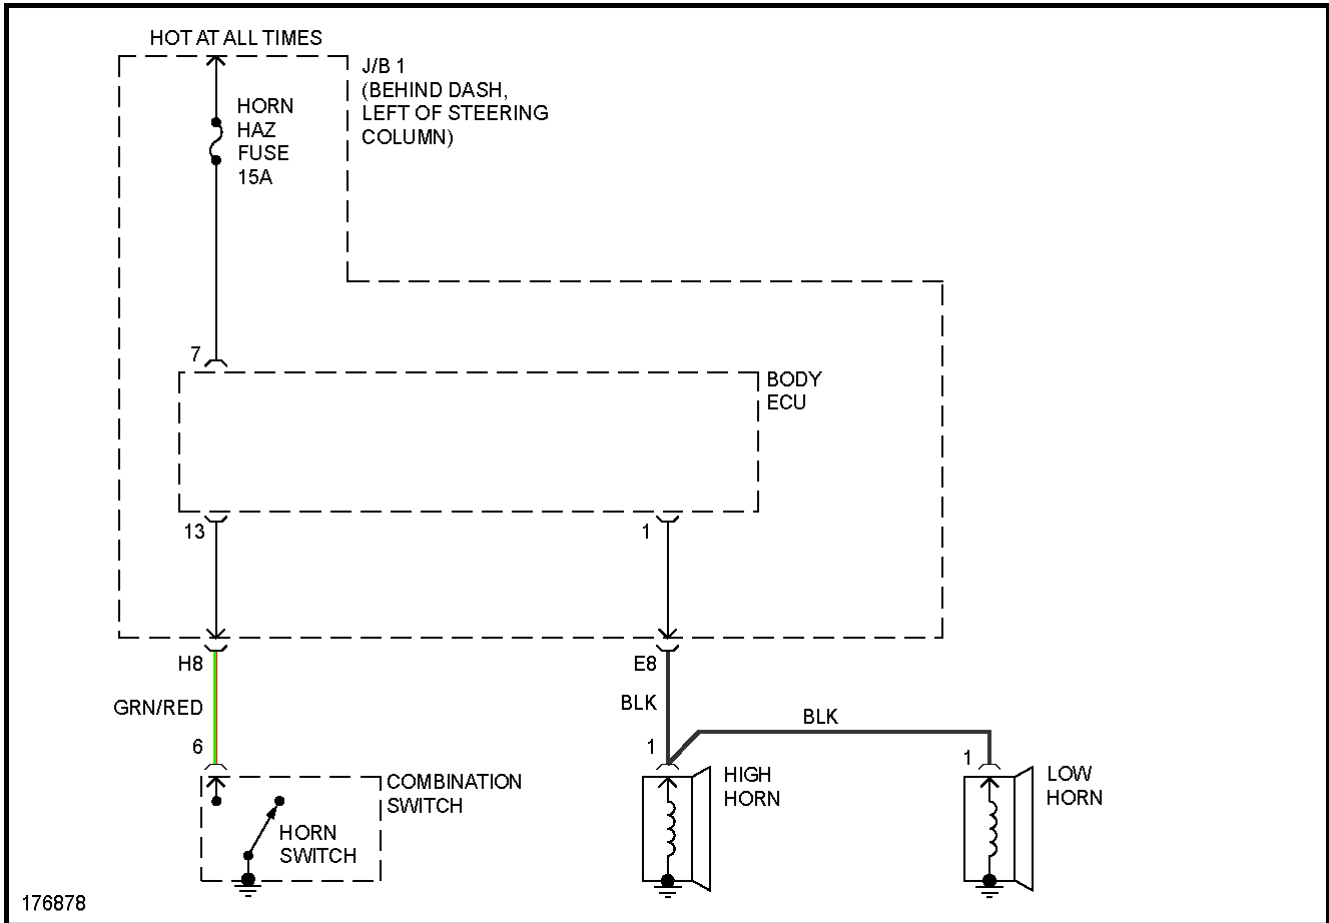 HOT AT ALL TIMES
J/B 1
(BEHIND DASH,
LEFT OF STEERING
COLUMN)
HORN
HAZ
FUSE
15A
7
BODY
ECU
13
1
H8
E8
GRN/RED
BLK
BLK
6
1
1
COMBINATION
SWITCH
HIGH
HORN
LOW
HORN
HORN
SWITCH
176878